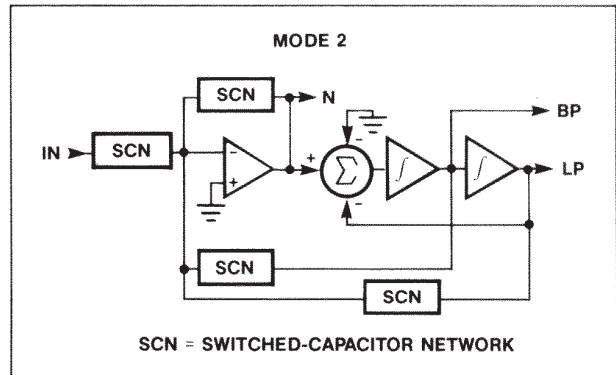 MODE 2
SCN
N
BP
IN
SCN
-
+
+
-
Σ
-
∫
∫
LP
SCN
SCN
SCN = SWITCHED-CAPACITOR NETWORK